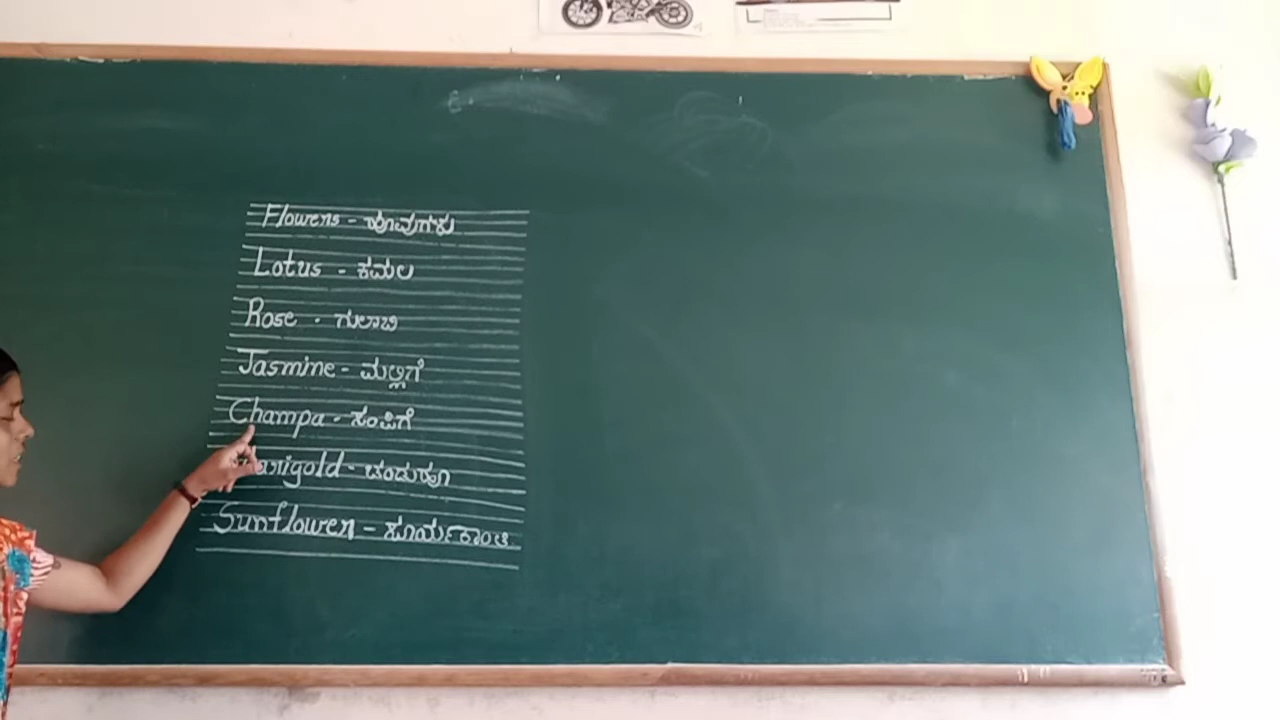 Flowers - ಹೂವುಗಳು
Lotus - ಕಮಲ
Rose - ಗುಲಾಬಿ
Jasmine - ಮಲ್ಲಿಗೆ
Champa - ಸಂಪಿಗೆ
Marigold - ಚಂಡುಹೂ
Sunflower - ಸೂರ್ಯಕಾಂತಿ